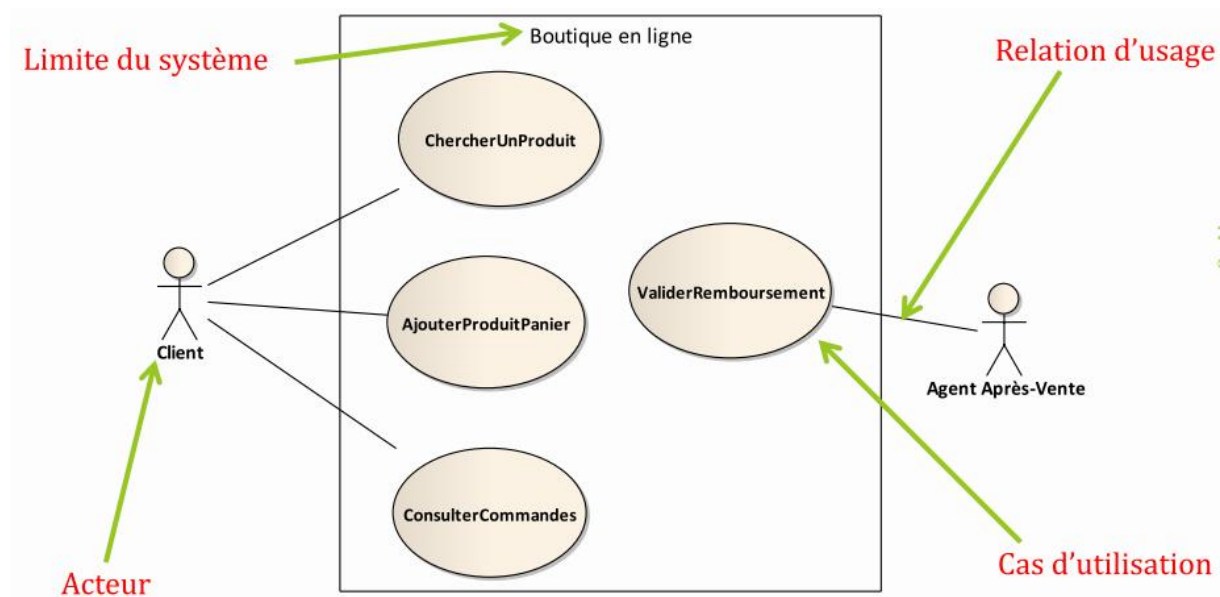 Boutique en ligne
Limite du système
Relation d’usage
ChercherUnProduit
ValiderRemboursement
AjouterProduitPanier
Client
Agent Après-Vente
ConsulterCommandes
Cas d’utilisation
Acteur